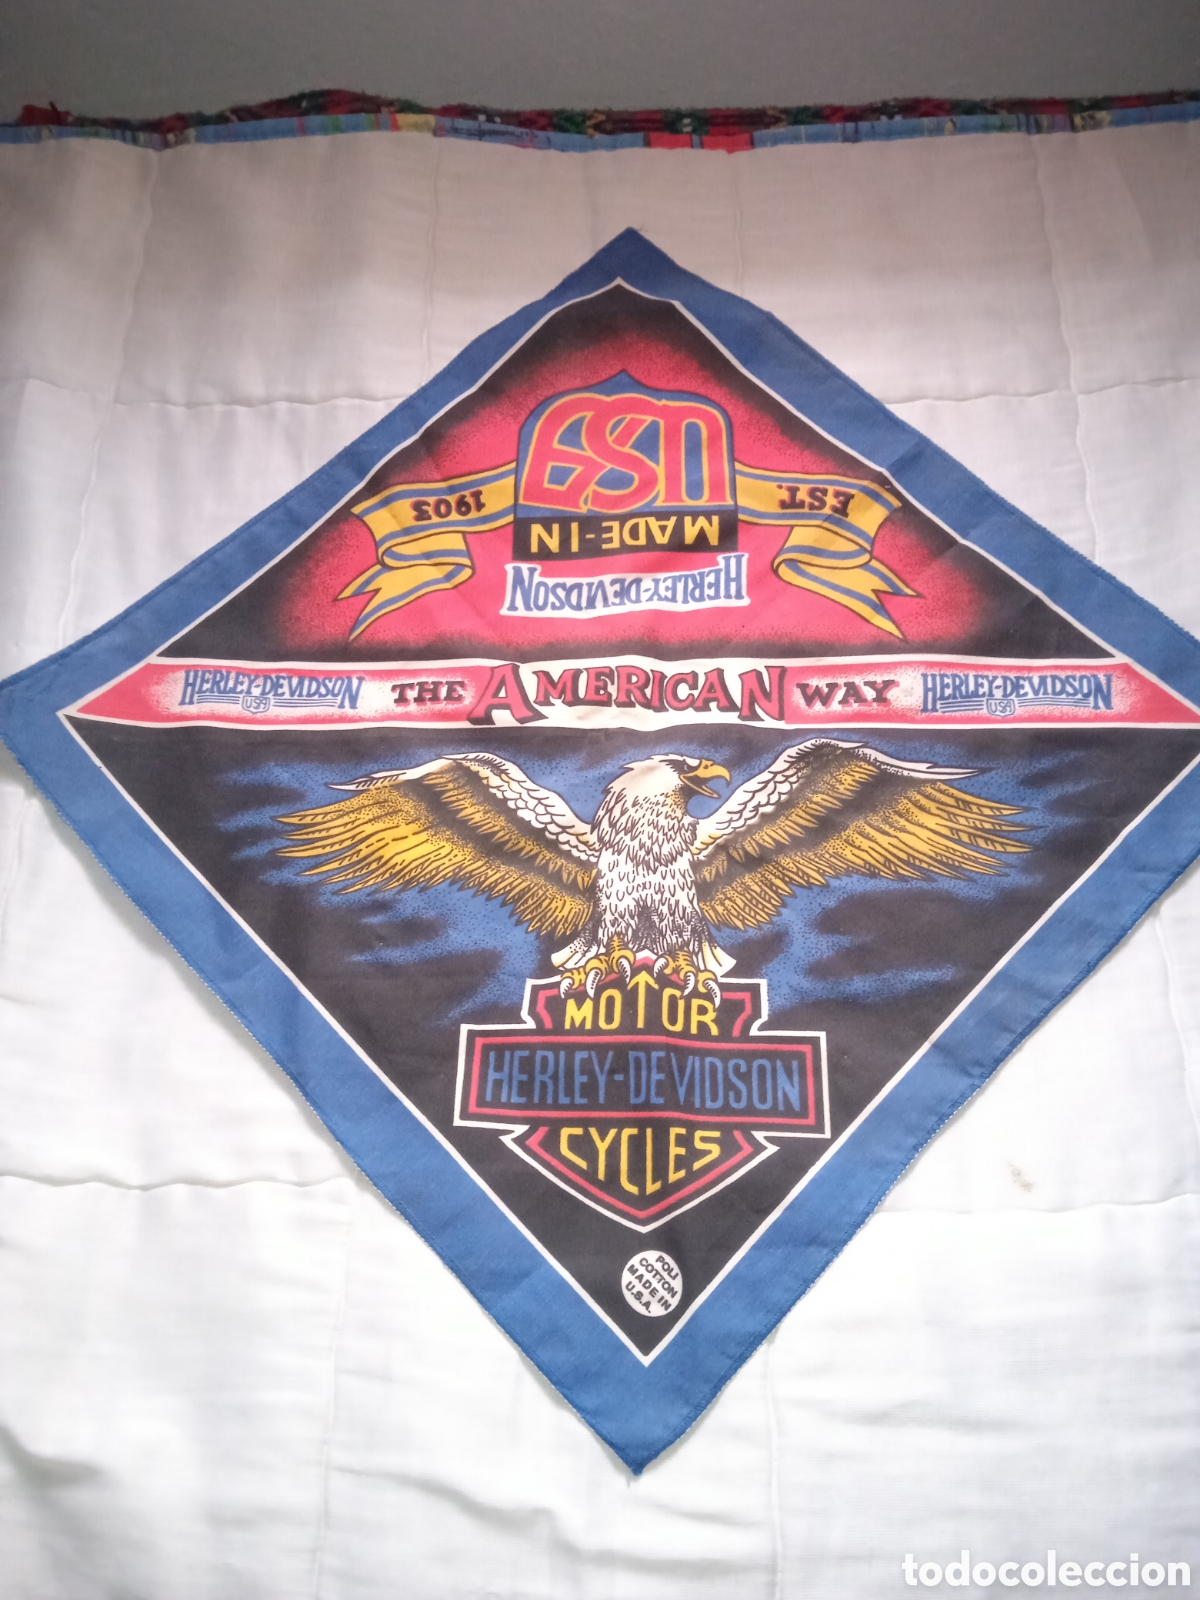 HERLEY-DEVIDSON
MADE-IN
EST. 1903
USA
HERLEY-DEVIDSON THE AMERICAN WAY HERLEY-DEVIDSON
USA USA
MOTOR
HERLEY-DEVIDSON
CYCLES
POLI
COTTON
MADE IN
U.S.A.
todocoleccion